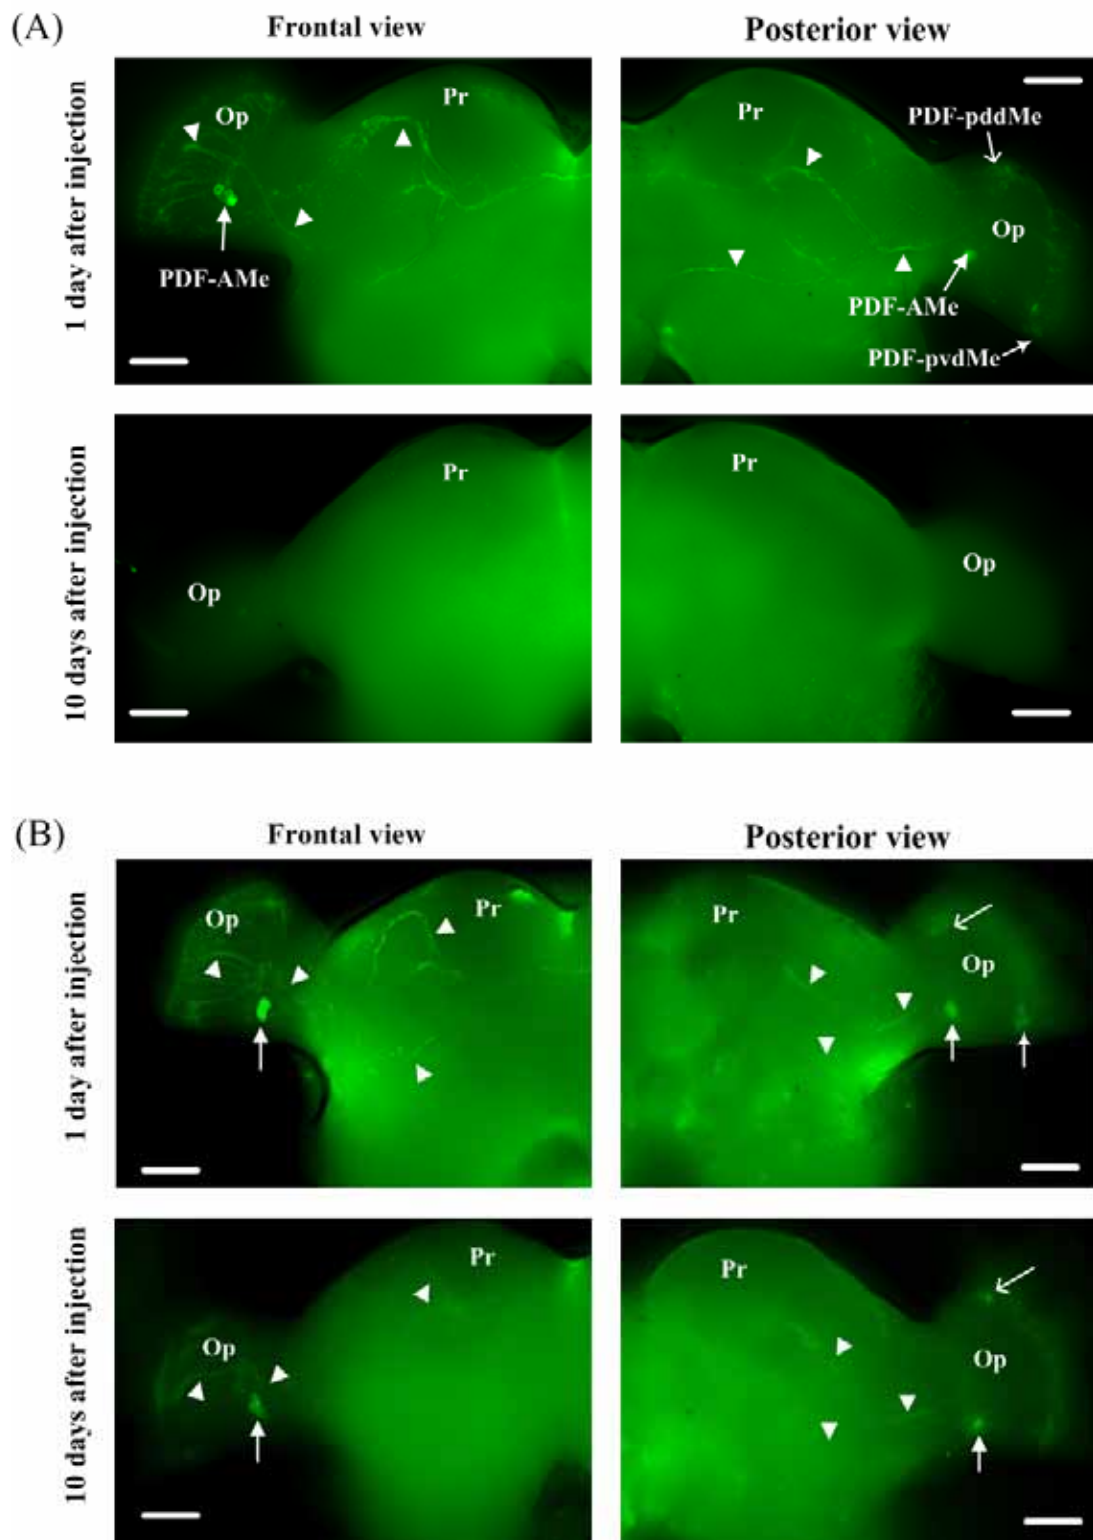 (A)
Frontal view
Posterior view
1 day after injection
Op
Pr
PDF-AMe
Pr
PDF-pddMe
Op
PDF-AMe
PDF-pvdMe
10 days after injection
Pr
Op
Pr
Op
(B)
Frontal view
Posterior view
1 day after injection
Op
Pr
Pr
Op
10 days after injection
Pr
Op
Pr
Op